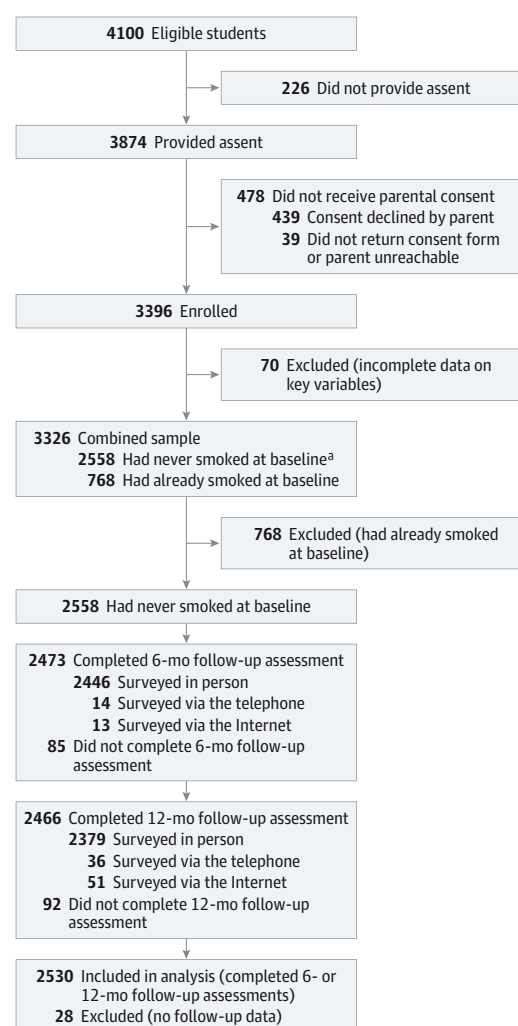 4100 Eligible students
226 Did not provide assent
3874 Provided assent
478 Did not receive parental consent
439 Consent declined by parent
39 Did not return consent form
or parent unreachable
3396 Enrolled
70 Excluded (incomplete data on
key variables)
3326 Combined sample
2558 Had never smoked at baselineª
768 Had already smoked at baseline
768 Excluded (had already smoked
at baseline)
2558 Had never smoked at baseline
2473 Completed 6-mo follow-up assessment
2446 Surveyed in person
14 Surveyed via the telephone
13 Surveyed via the Internet
85 Did not complete 6-mo follow-up
assessment
2466 Completed 12-mo follow-up assessment
2379 Surveyed in person
36 Surveyed via the telephone
51 Surveyed via the Internet
92 Did not complete 12-mo follow-up
assessment
2530 Included in analysis (completed 6- or
12-mo follow-up assessments)
28 Excluded (no follow-up data)